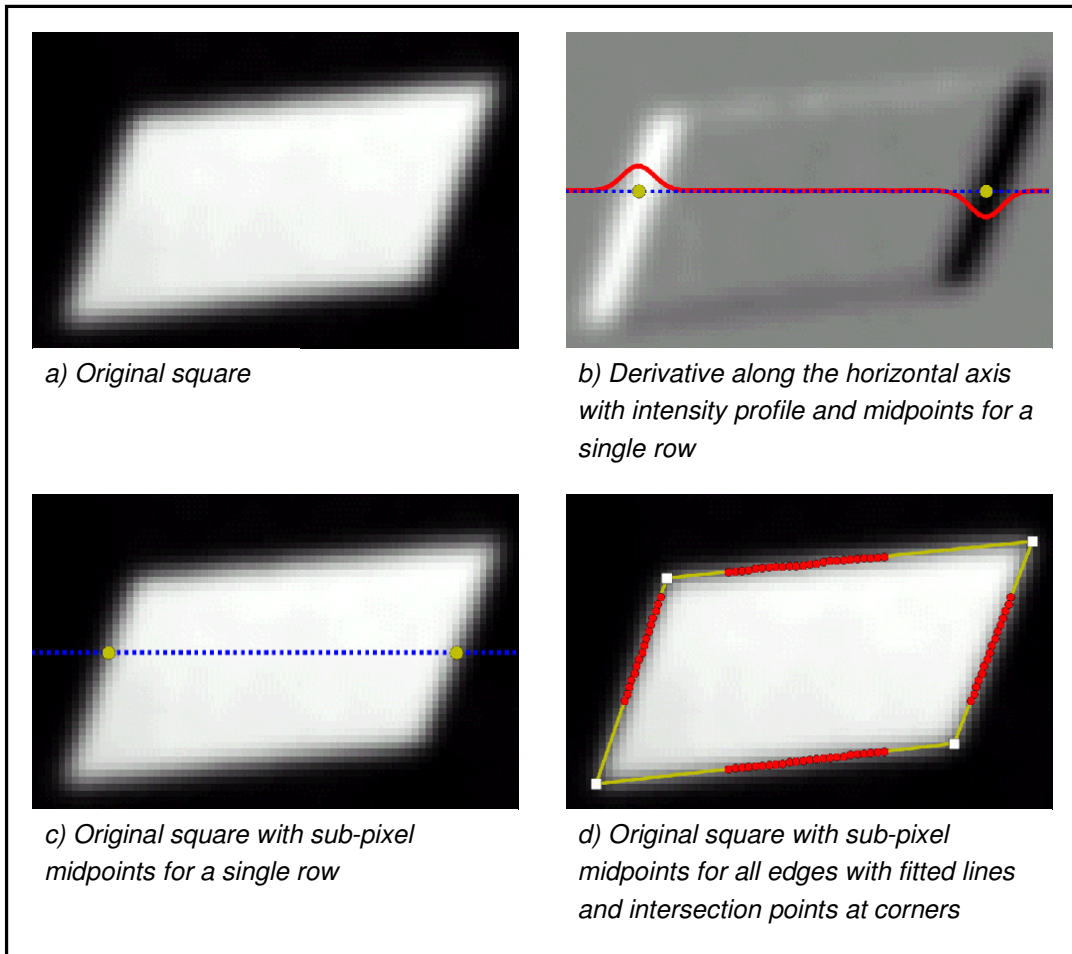 a) Original square
b) Derivative along the horizontal axis
with intensity profile and midpoints for a
single row
c) Original square with sub-pixel
midpoints for a single row
d) Original square with sub-pixel
midpoints for all edges with fitted lines
and intersection points at corners